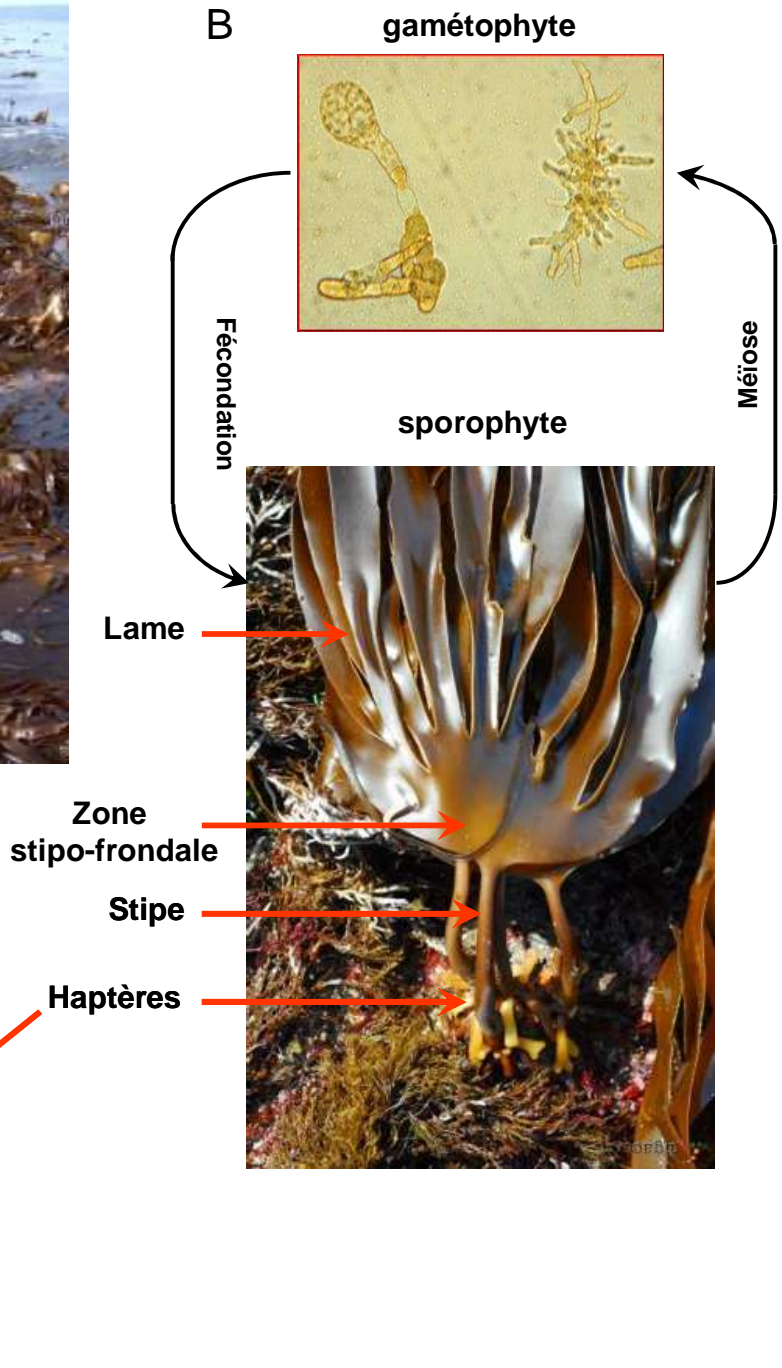 B
gamétophyte
Fécondation
Méïose
sporophyte
Lame
Zone
stipo-frondale
Stipe
Haptères